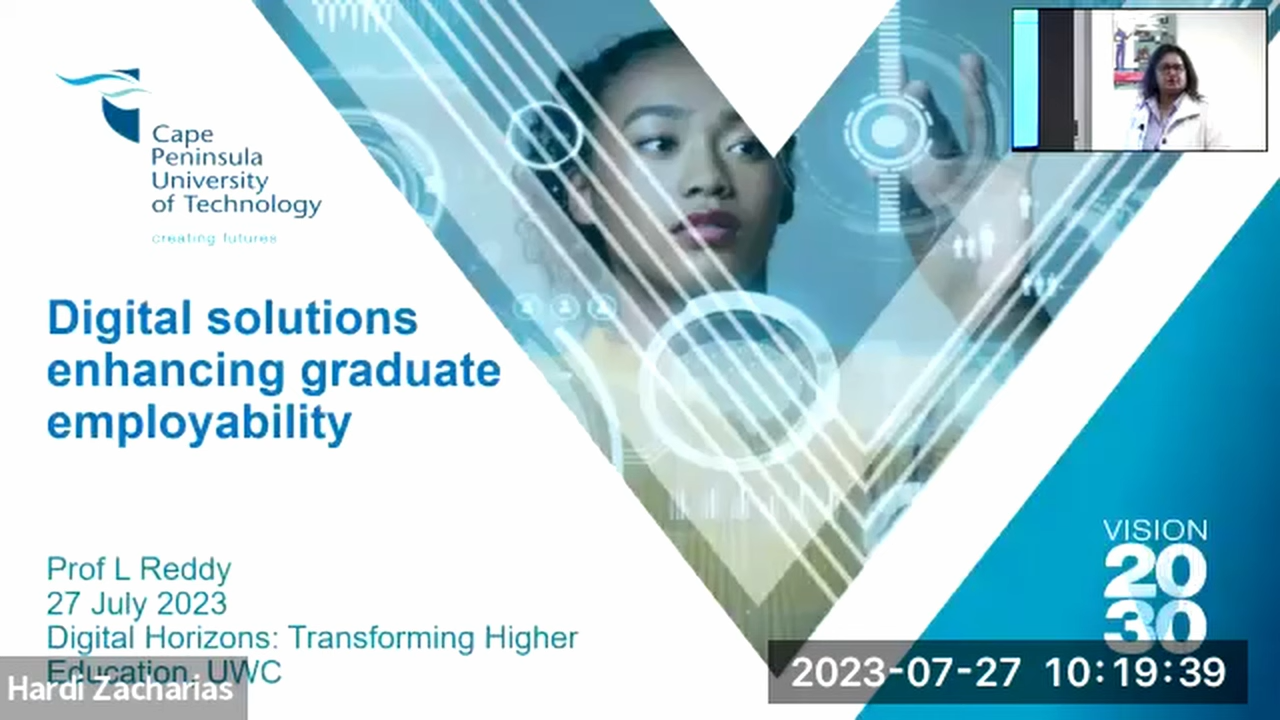 Cape
Peninsula
University
of Technology
creating futures
Digital solutions
enhancing graduate
employability
Prof L Reddy
27 July 2023
Digital Horizons: Transforming Higher
Education, UWC
Hardi Zacharias
VISION
20
30
2023-07-27 10:19:39